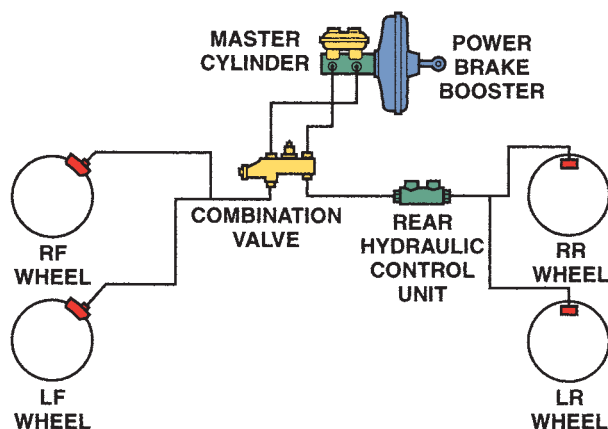 MASTER
CYLINDER
POWER
BRAKE
BOOSTER
COMBINATION
VALVE
REAR
HYDRAULIC
CONTROL
UNIT
RF
WHEEL
RR
WHEEL
LF
WHEEL
LR
WHEEL